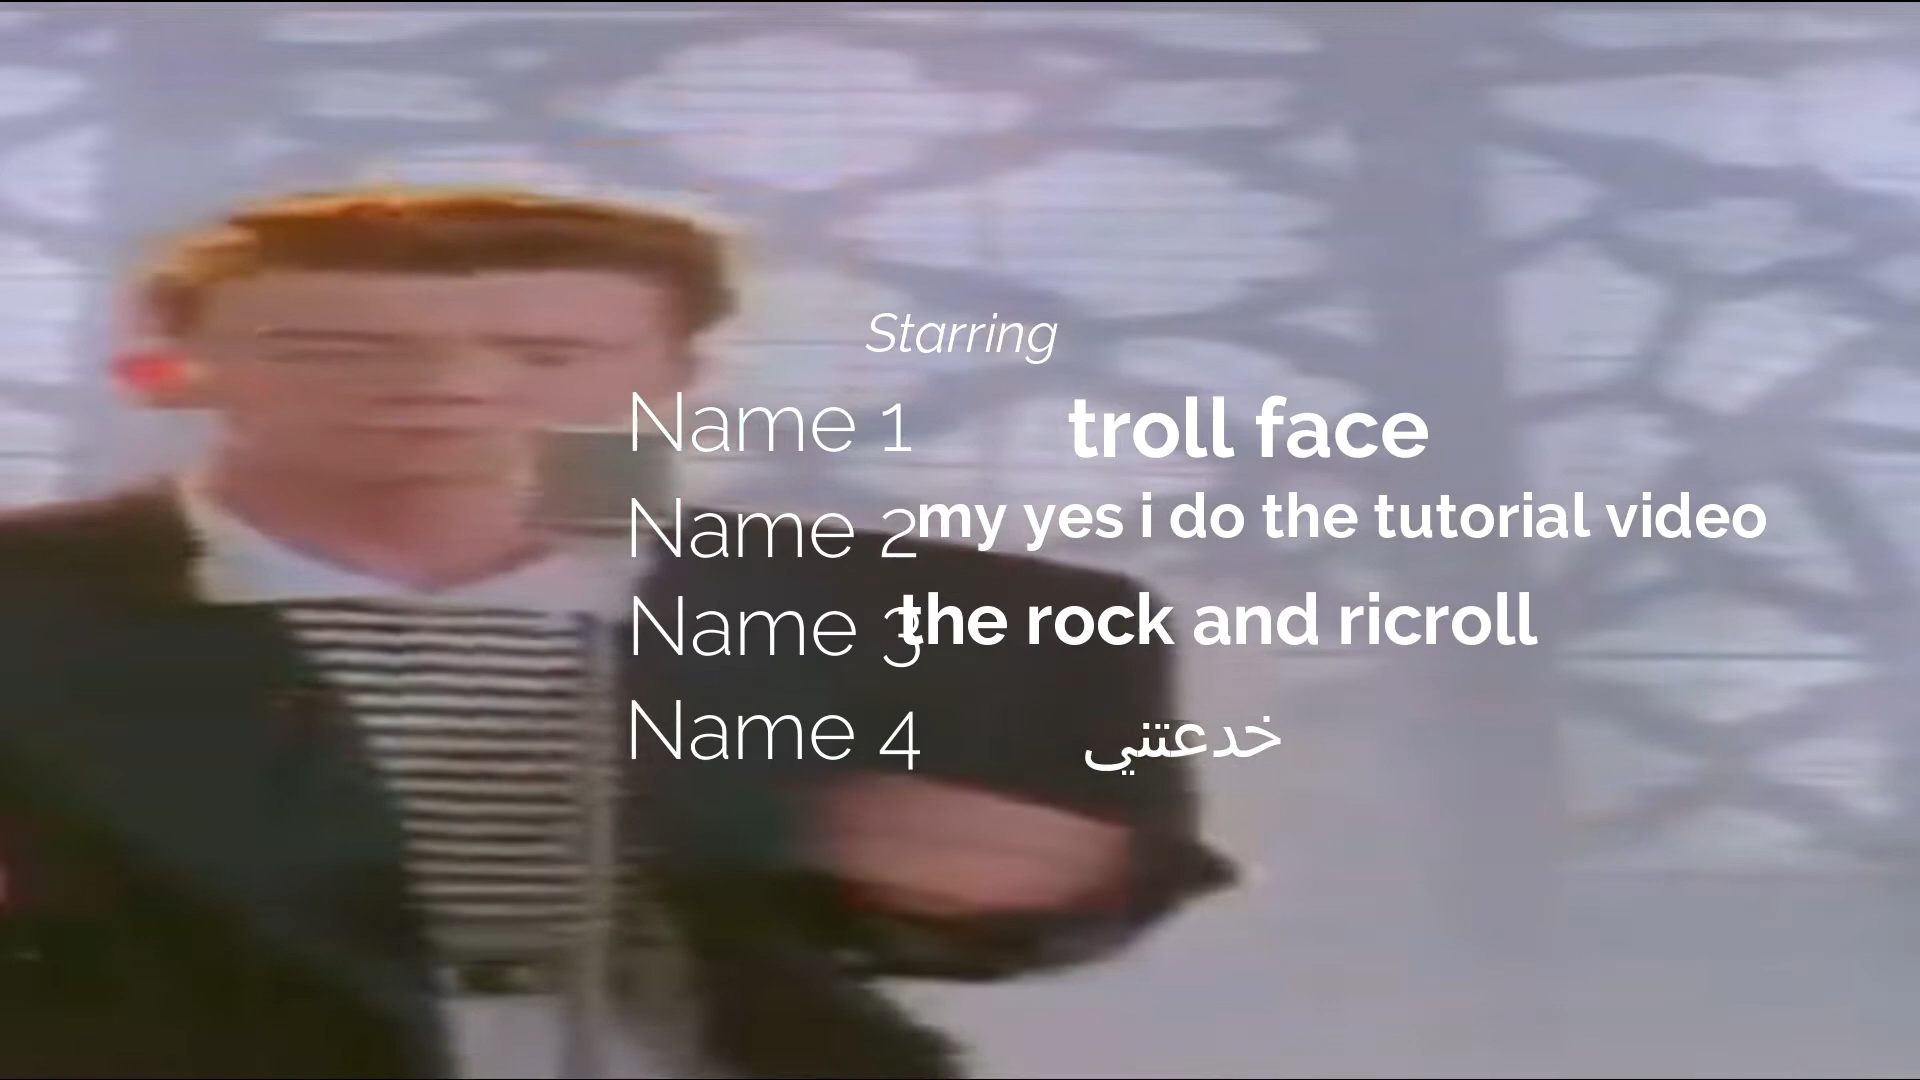 Starring
Name 1 troll face
Name 2 my yes i do the tutorial video
Name 3 the rock and ricroll
Name 4 خدعتني